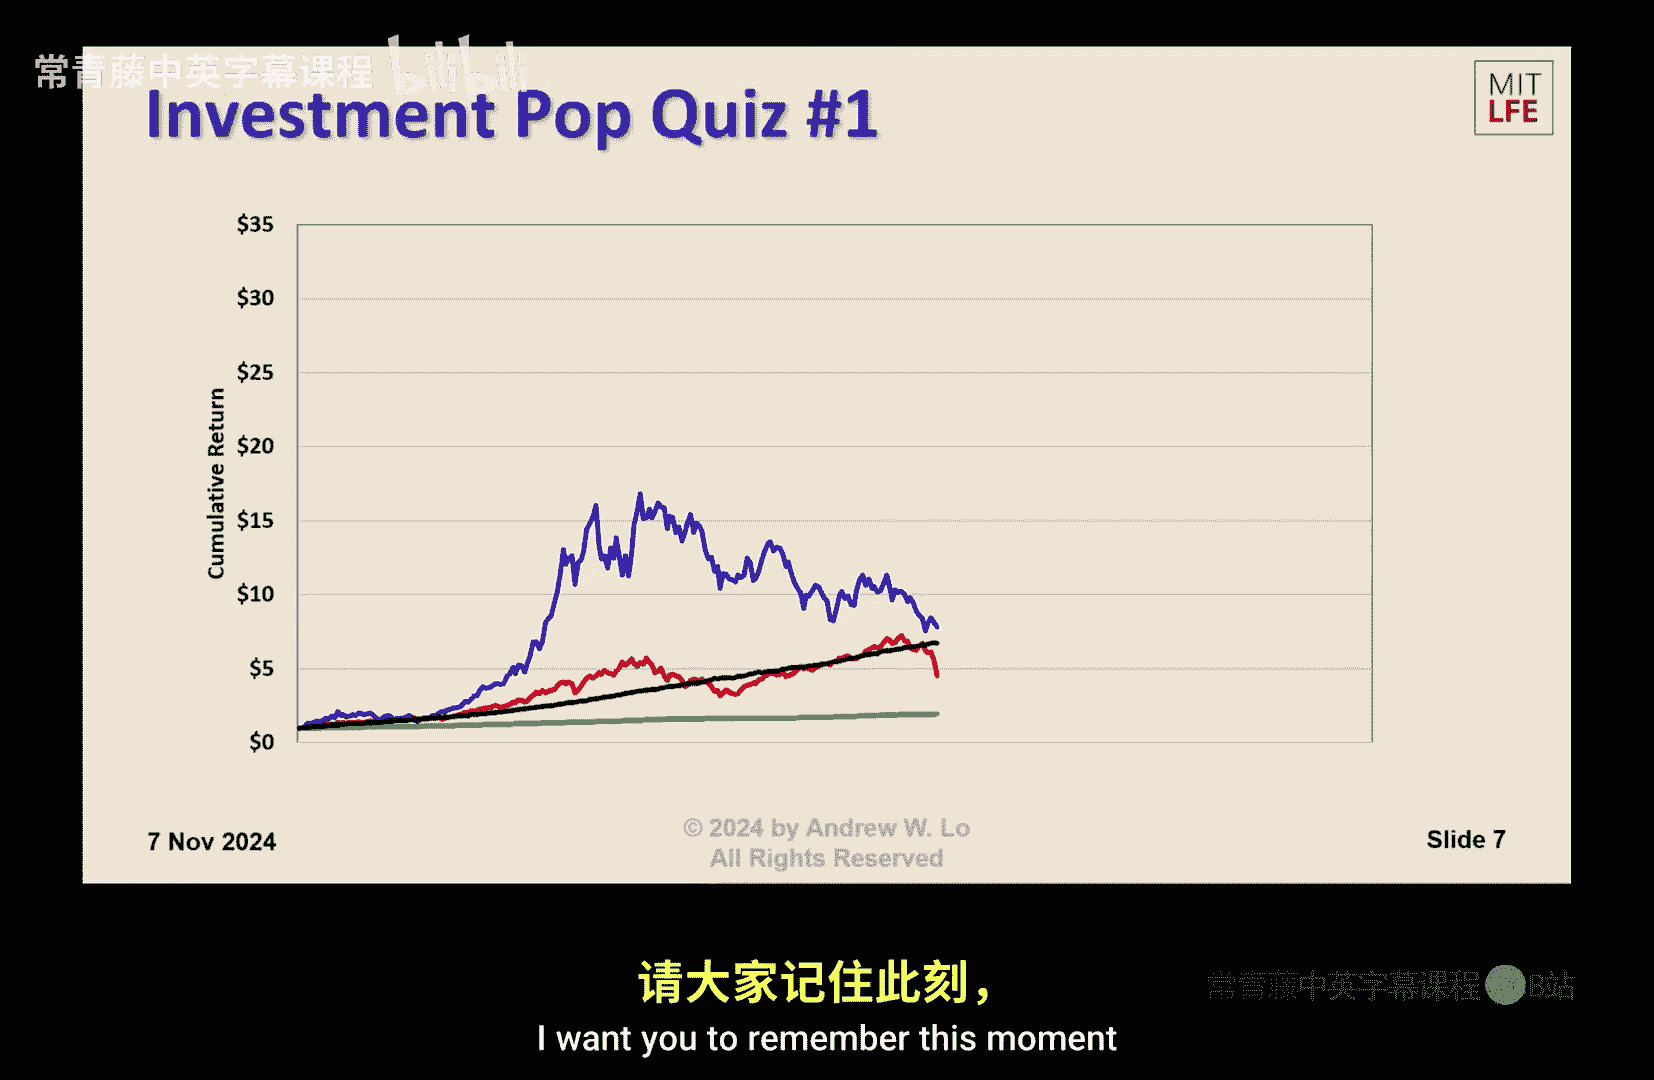 常青藤中英字幕课程 bilibili
Investment Pop Quiz #1
MIT
LFE
$35
$30
$25
$20
$15
$10
$5
$0
Cumulative Return
7 Nov 2024
© 2024 by Andrew W. Lo
All Rights Reserved
Slide 7
请大家记住此刻，
常青藤中英字幕课程 B站
I want you to remember this moment